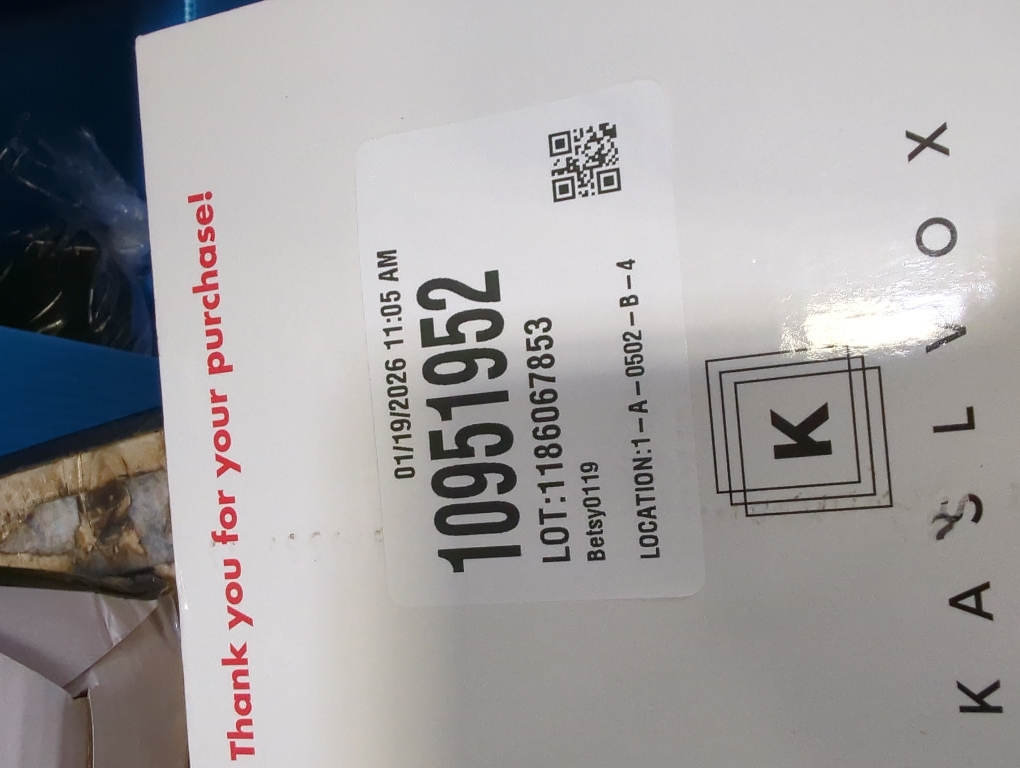 Thank you for your purchase!
01/19/2026 11:05 AM
10951952
LOT:1186067853
Betsy0119
LOCATION:1-A-0502-B-4
K
KASLVOX